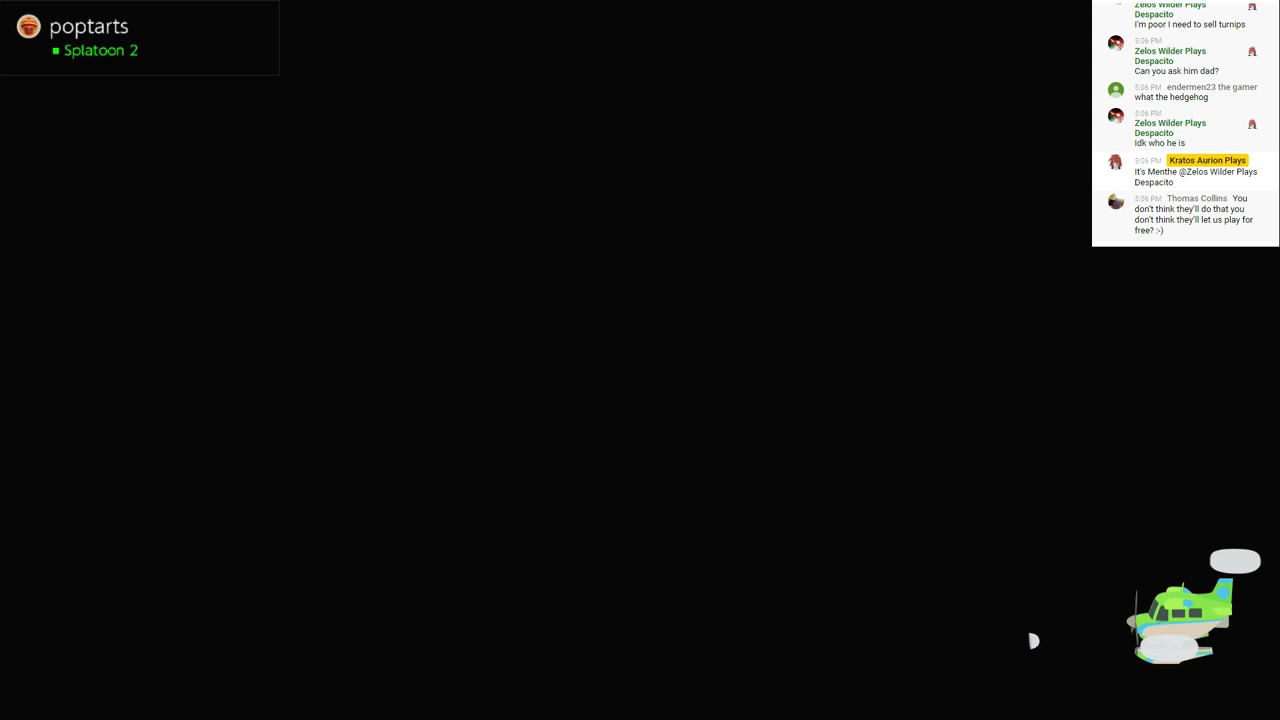 poptarts
Splatoon 2
Zelos Wilder Plays
Despacito
I'm poor I need to sell turnips
5:06 PM
Zelos Wilder Plays
Despacito
Can you ask him dad?
5:06 PM endermen23 the gamer
what the hedgehog
5:06 PM
Zelos Wilder Plays
Despacito
Idk who he is
5:06 PM Kratos Aurion Plays
It's Menthe @Zelos Wilder Plays
Despacito
5:06 PM Thomas Collins You
don't think they'll do that you
don't think they'll let us play for
free? :-)